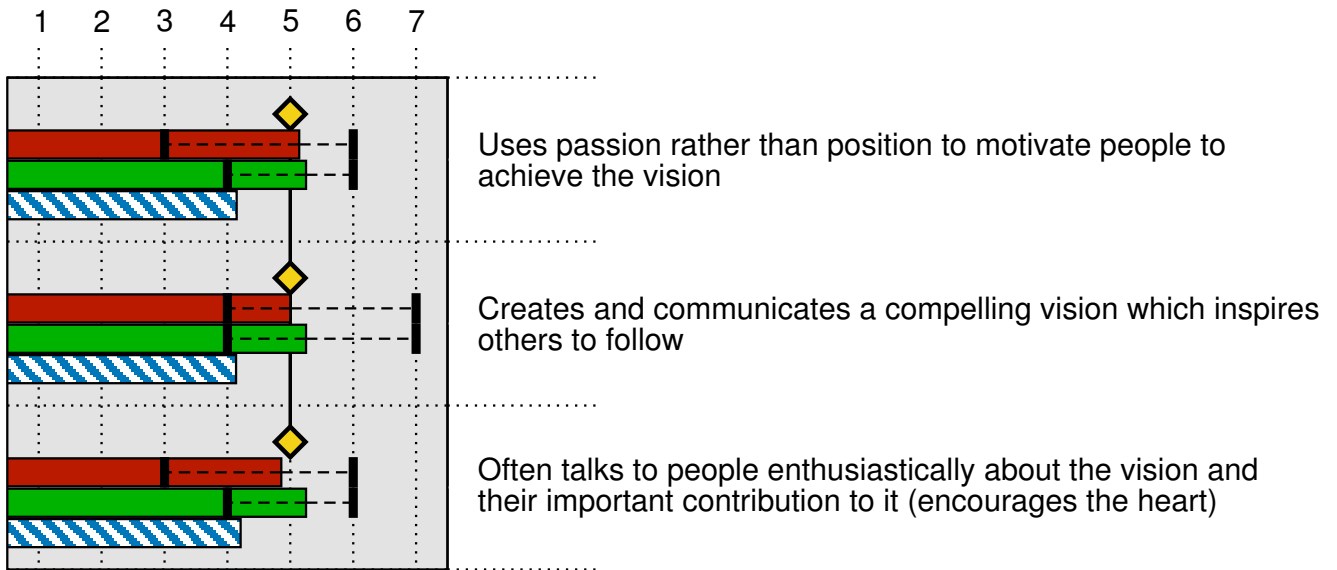 1 2 3 4 5 6 7
Uses passion rather than position to motivate people to
achieve the vision
Creates and communicates a compelling vision which inspires
others to follow
Often talks to people enthusiastically about the vision and
their important contribution to it (encourages the heart)